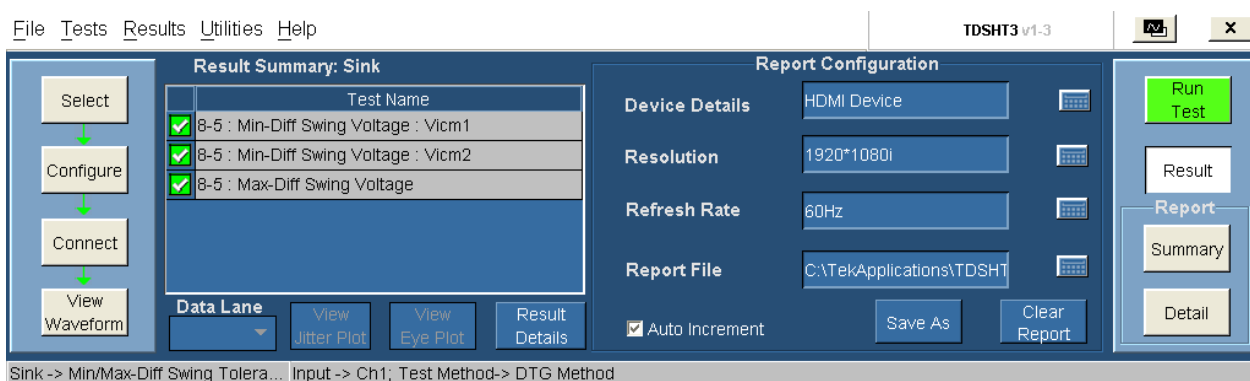 File Tests Results Utilities Help
TDSHT3 v1-3
x
Select
Configure
Connect
View
Waveform
Result Summary: Sink
Test Name
8-5 : Min-Diff Swing Voltage : Vicm1
8-5 : Min-Diff Swing Voltage : Vicm2
8-5 : Max-Diff Swing Voltage
Data Lane
View
Jitter Plot
View
Eye Plot
Result
Details
Report Configuration
Device Details
HDMI Device
Resolution
1920*1080i
Refresh Rate
60Hz
Report File
C:\TekApplications\TDSHT
Auto Increment
Save As
Clear
Report
Run
Test
Result
Report
Summary
Detail
Sink -> Min/Max-Diff Swing Tolera... Input -> Ch1; Test Method-> DTG Method